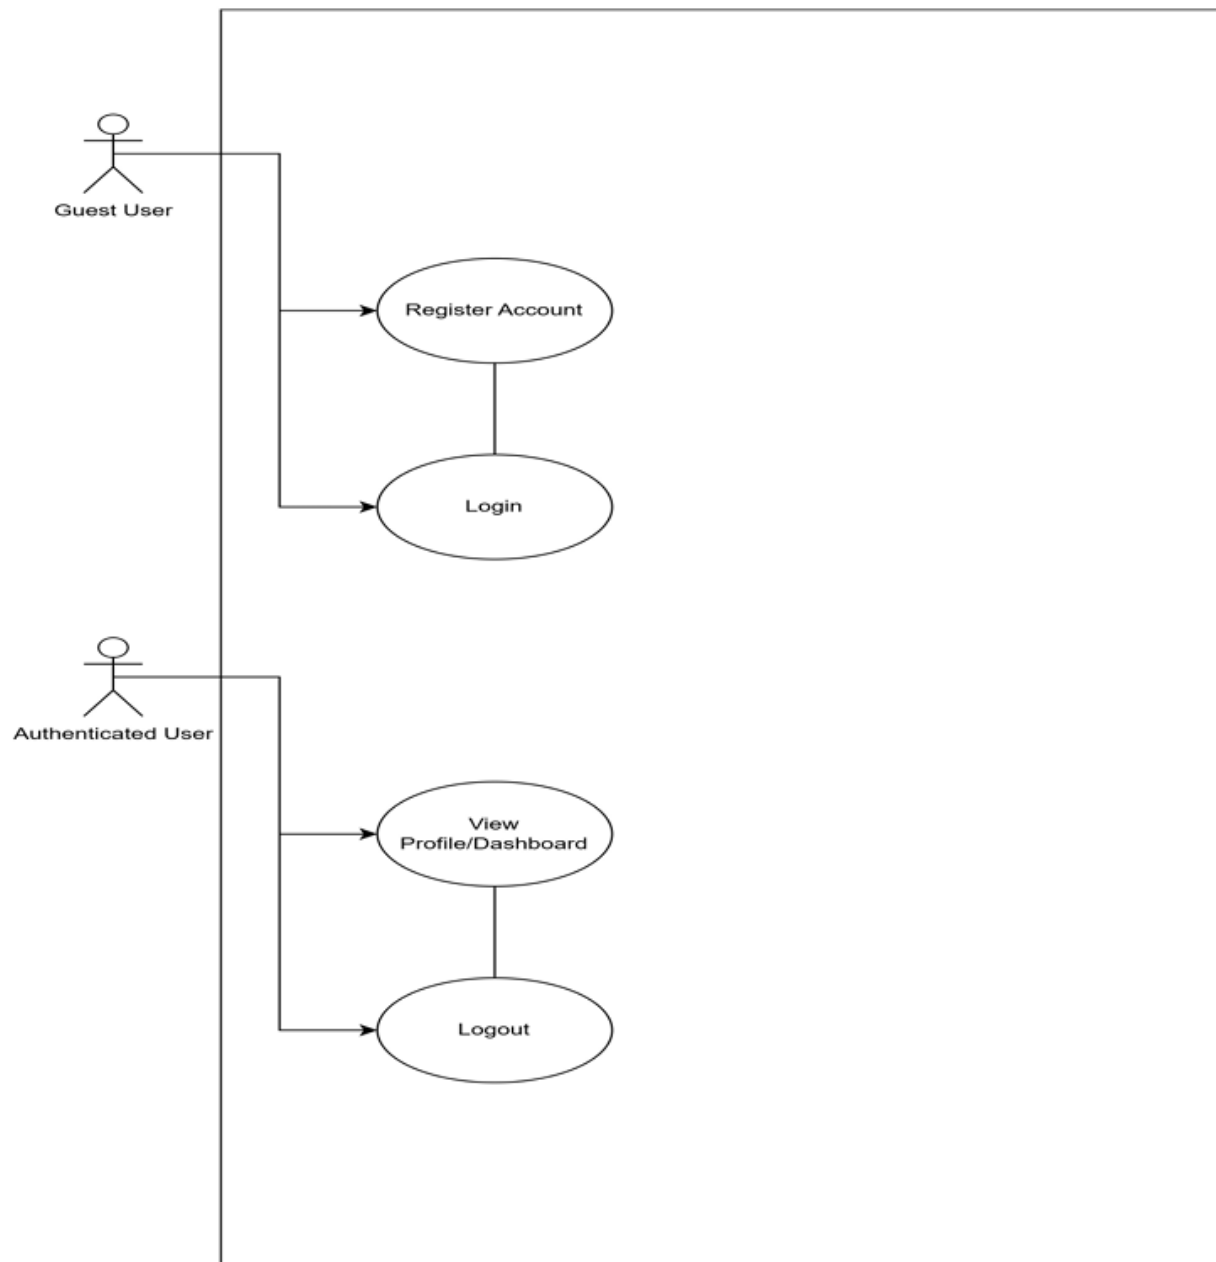 Guest User
Register Account
Login
Authenticated User
View
Profile/Dashboard
Logout